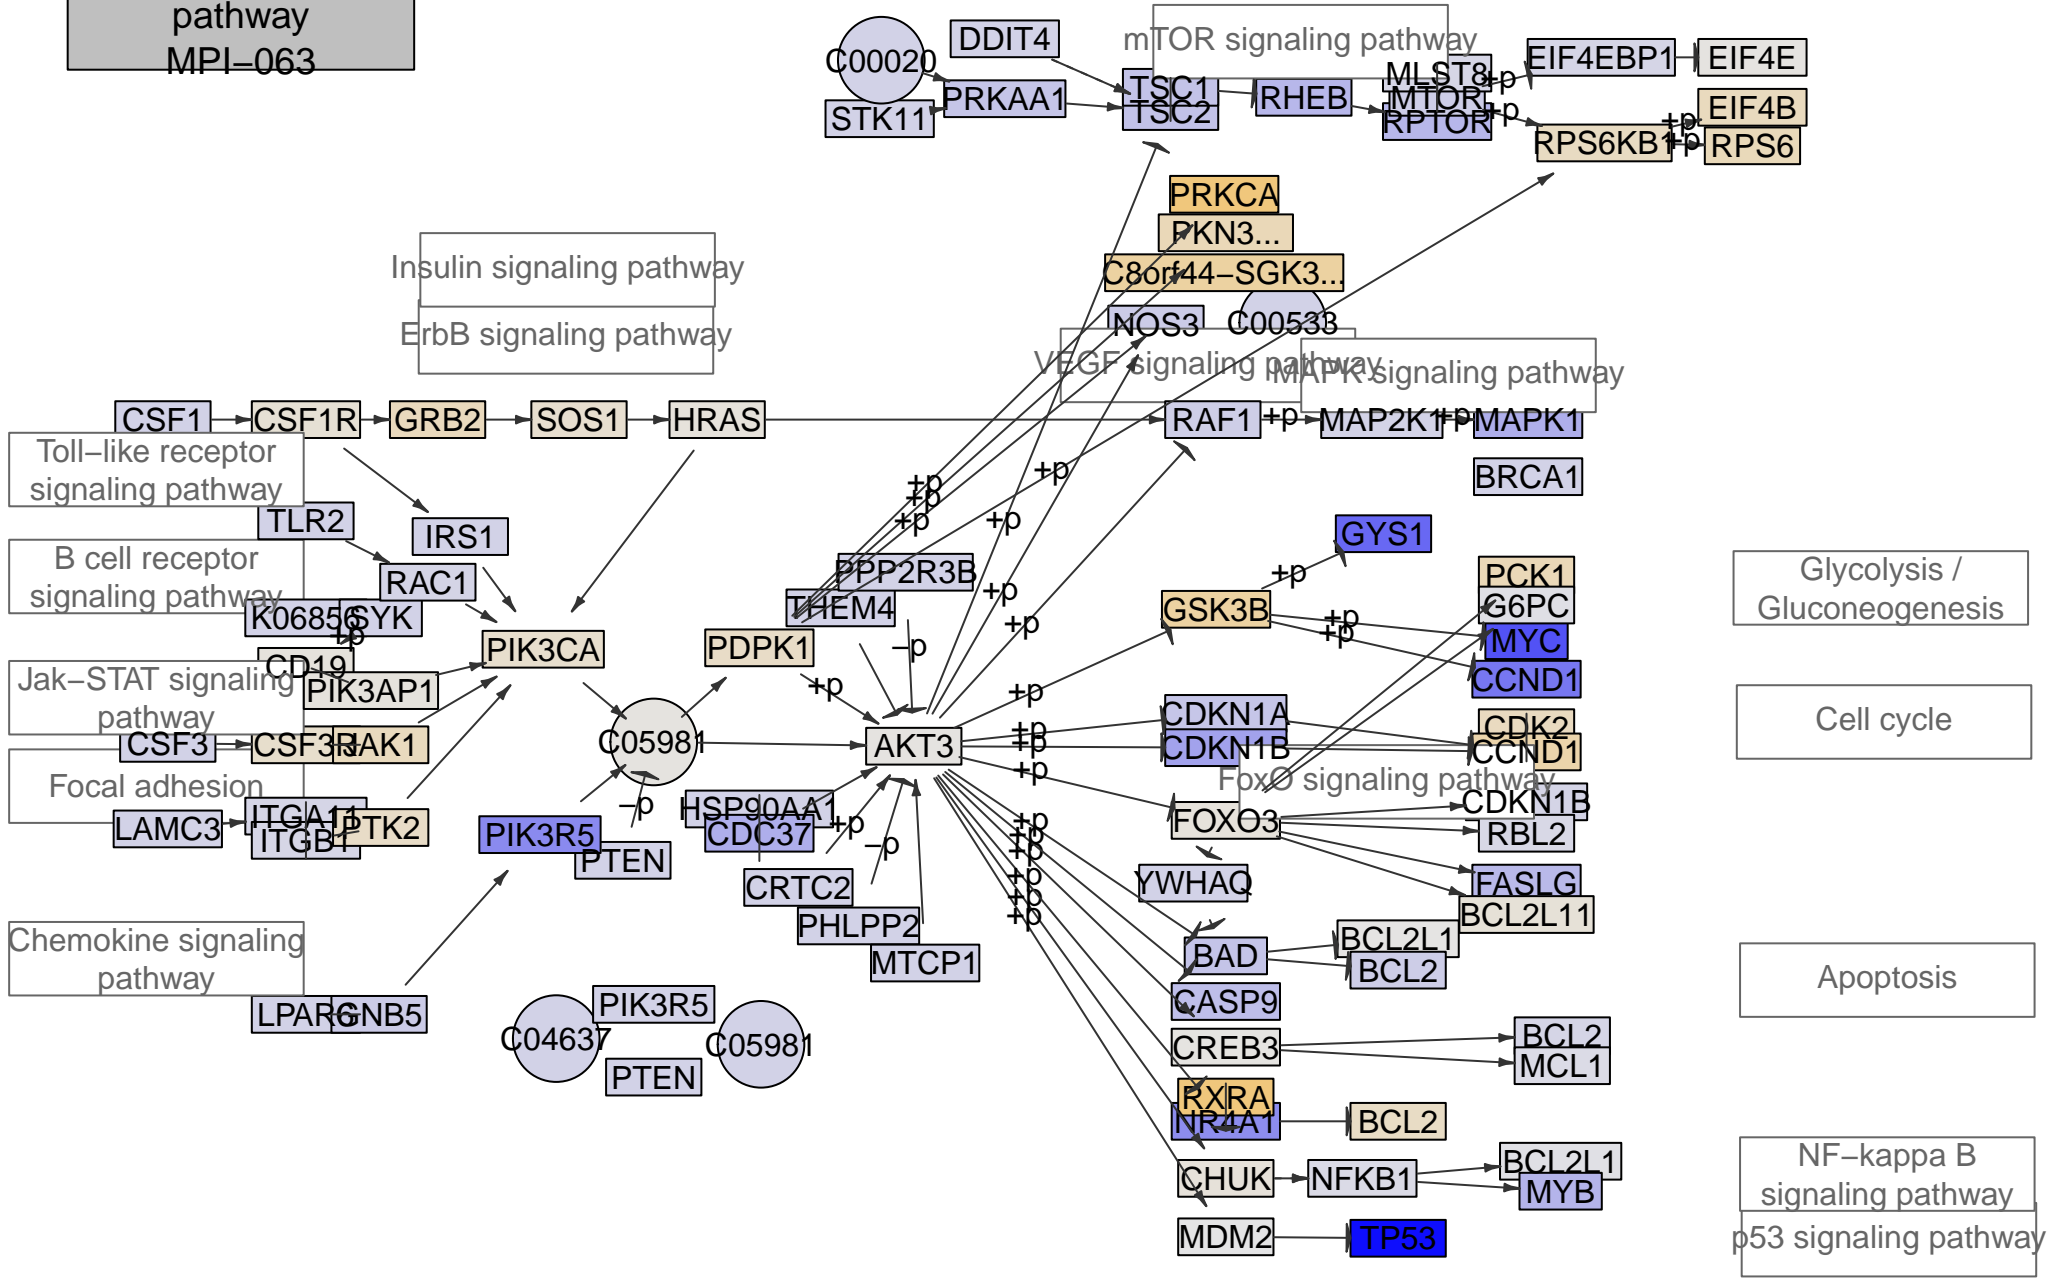 pathway
MPI−063
C00020
DDIT4
mTOR signaling pathway
STK11
PRKAA1
TSC1
TSC2
RHEB
MLST8
MTOR
RPTOR
+p
+p
EIF4EBP1
EIF4E
RPS6KB1
+p
+p
EIF4B
RPS6
PRKCA
PKN3...
C8orf44−SGK3...
NOS3
C00533
Insulin signaling pathway
ErbB signaling pathway
VEGF signaling pathway
MAPK signaling pathway
CSF1
CSF1R
GRB2
SOS1
HRAS
RAF1
+p
MAP2K1
+p
MAPK1
BRCA1
Toll−like receptor
signaling pathway
TLR2
IRS1
+p
+p
+p
+p
+p
GYS1
B cell receptor
signaling pathway
RAC1
K06856
SYK
+p
CD19
PIK3AP1
PIK3CA
PPP2R3B
THEM4
PDPK1
−p
+p
+p
+p
GSK3B
+p
+p
+p
PCK1
G6PC
MYC
CCND1
Glycolysis /
Gluconeogenesis
Jak−STAT signaling
pathway
CSF3
CSF3R
JAK1
C05981
AKT3
+p
+p
+p
+p
CDKN1A
CDKN1B
CDK2
CCND1
Cell cycle
Focal adhesion
LAMC3
ITGA11
ITGB1
PTK2
PIK3R5
−p
PTEN
HSP90AA1
CDC37
+p
−p
CRTC2
PHLPP2
MTCP1
FoxO signaling pathway
FOXO3
CDKN1B
RBL2
FASLG
BCL2L11
YWHAQ
+p
+p
+p
+p
+p
+p
BAD
BCL2L1
BCL2
Apoptosis
CASP9
Chemokine signaling
pathway
LPAR6
GNB5
C04637
PIK3R5
C05981
PTEN
CREB3
BCL2
MCL1
RXRA
NR4A1
BCL2
CHUK
NFKB1
BCL2L1
MYB
NF−kappa B
signaling pathway
MDM2
TP53
p53 signaling pathway